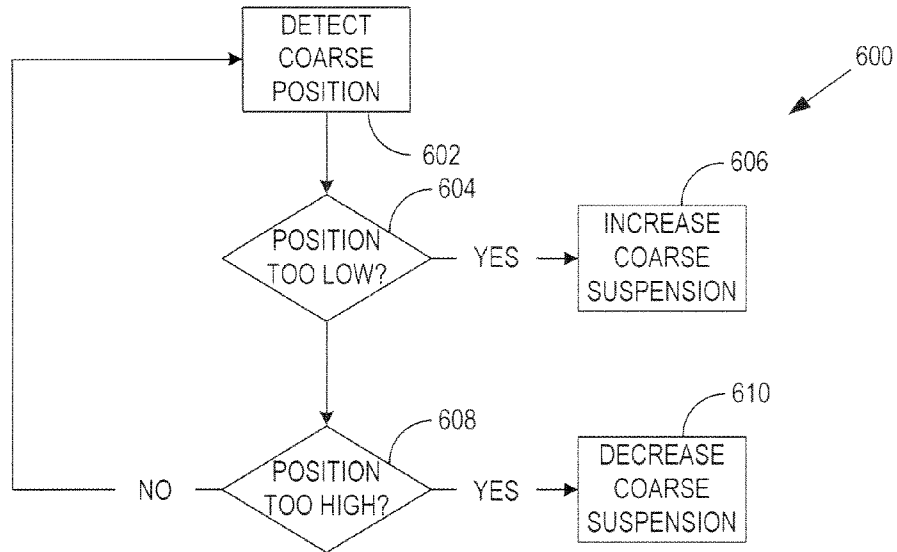 DETECT
COARSE
POSITION
600
602
604
606
POSITION
TOO LOW?
YES
INCREASE
COARSE
SUSPENSION
608
610
POSITION
TOO HIGH?
NO
YES
DECREASE
COARSE
SUSPENSION